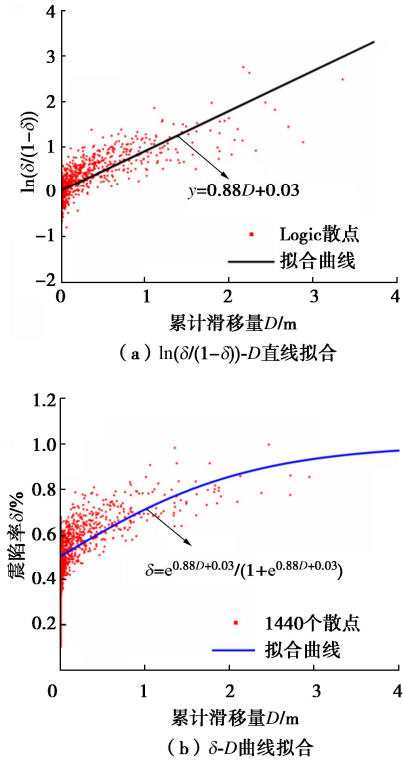 4
3
2
1
0
−1
−2
ln(δ/(1−δ))
y=0.88D+0.03
Logic散点
拟合曲线
0 1 2 3 4
累计滑移量D/m
（a）ln(δ/(1−δ))-D直线拟合
1.2
1.0
0.8
0.6
0.4
0.2
震陷率δ/%
δ=e^0.88D+0.03/(1+e^0.88D+0.03)
1440个散点
拟合曲线
0 1 2 3 4
累计滑移量D/m
（b）δ-D曲线拟合